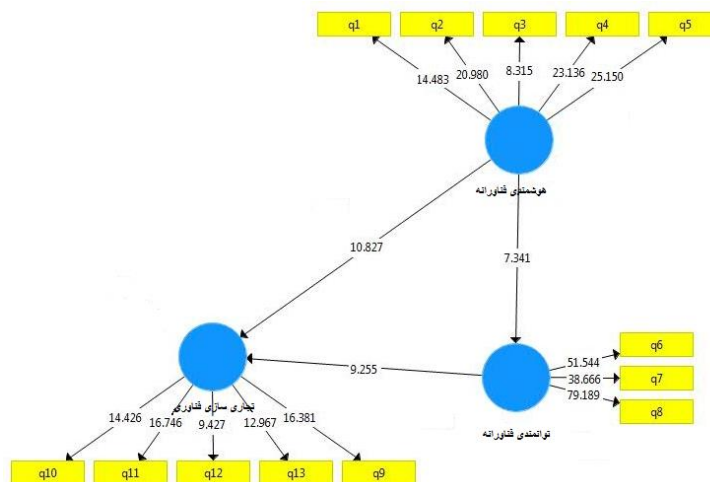 q1 q2 q3 q4 q5
14.483 20.980 8.315 23.136 25.150
هوشمندی فناورانه
10.827 7.341
9.255
q6
51.544
q7
38.666
q8
79.189
توانمندی فناورانه
تجاری سازی فناوری
14.426 16.746 9.427 12.967 16.381
q10 q11 q12 q13 q9